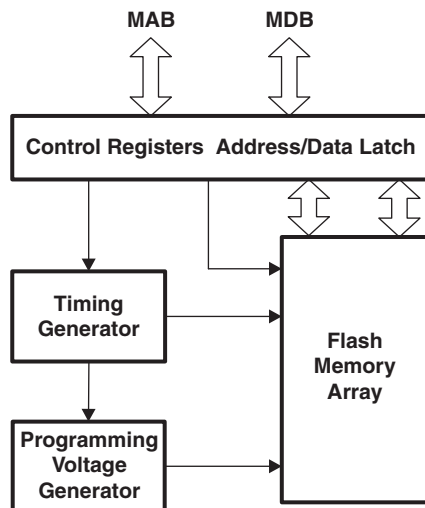 MAB MDB
Control Registers Address/Data Latch
Timing
Generator
Flash
Memory
Array
Programming
Voltage
Generator